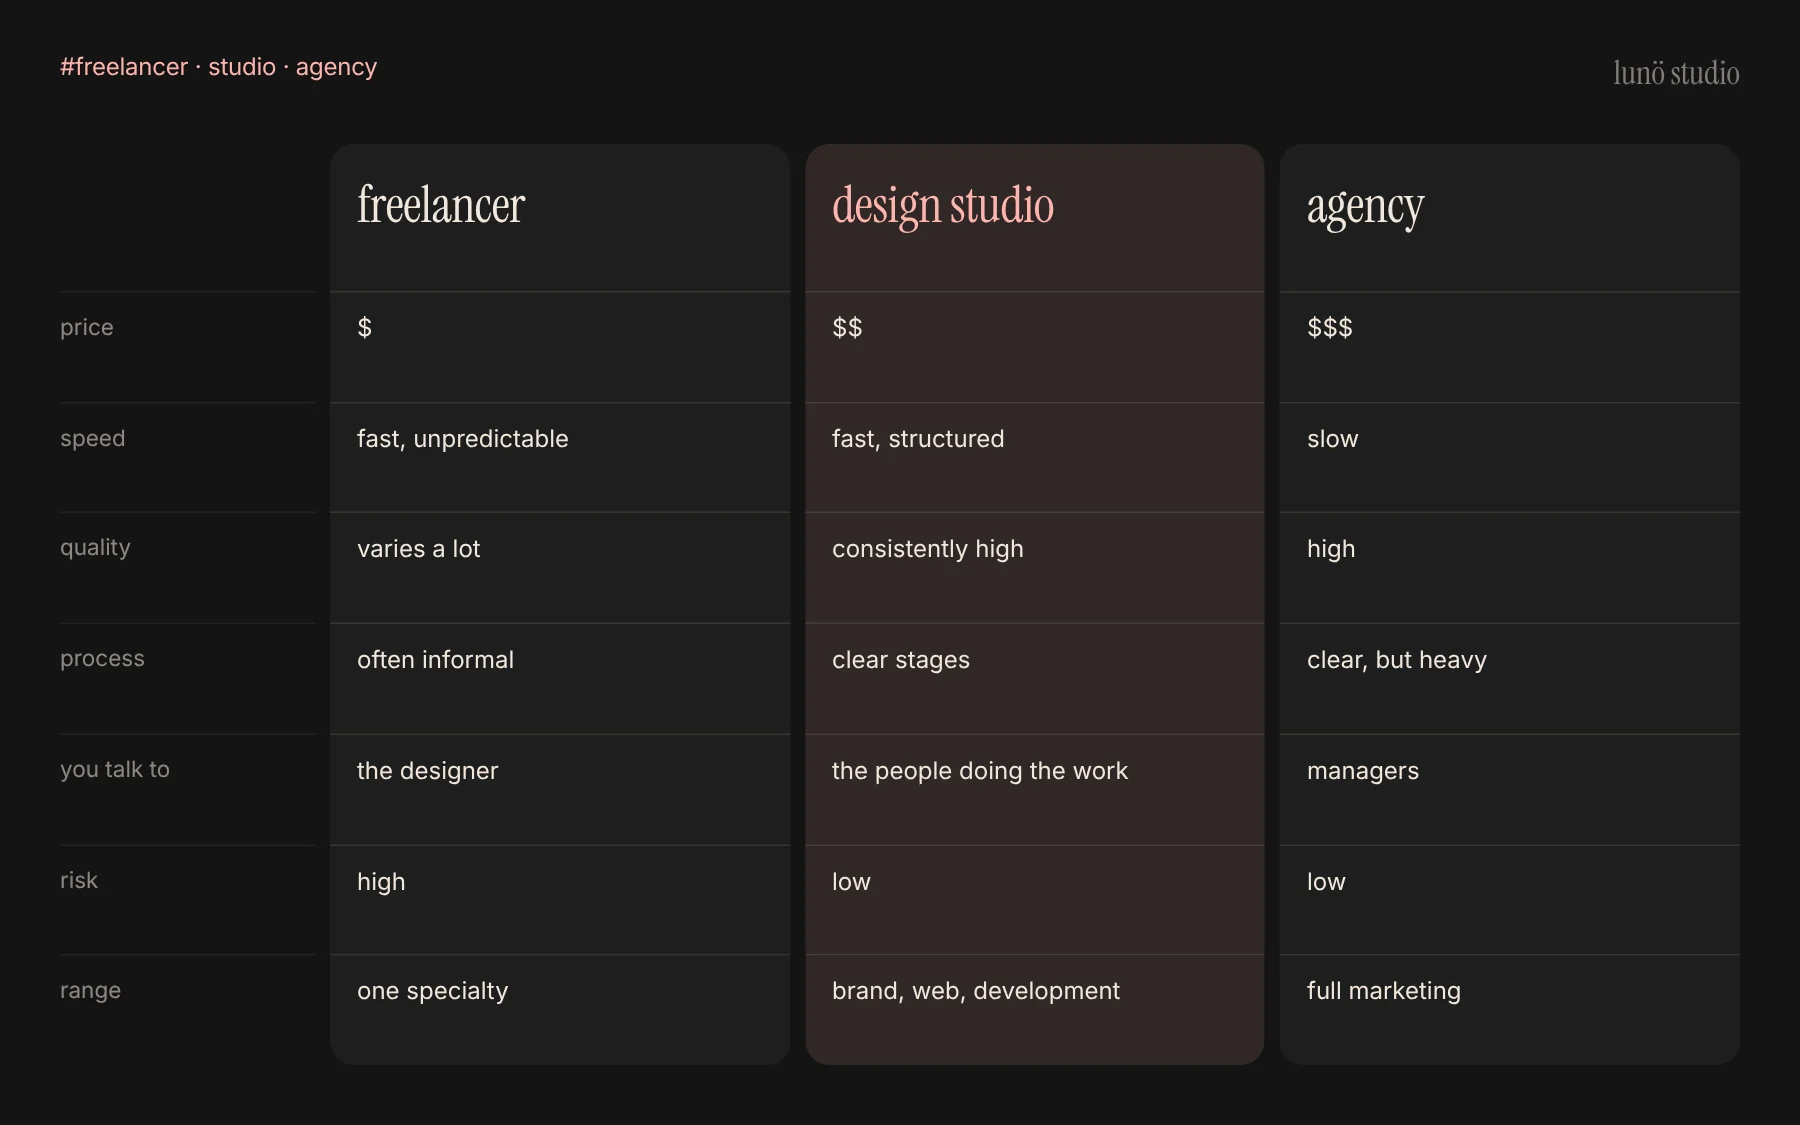 #freelancer · studio · agency
lunö studio
freelancer
design studio
agency
price
$
$$
$$$
speed
fast, unpredictable
fast, structured
slow
quality
varies a lot
consistently high
high
process
often informal
clear stages
clear, but heavy
you talk to
the designer
the people doing the work
managers
risk
high
low
low
range
one specialty
brand, web, development
full marketing